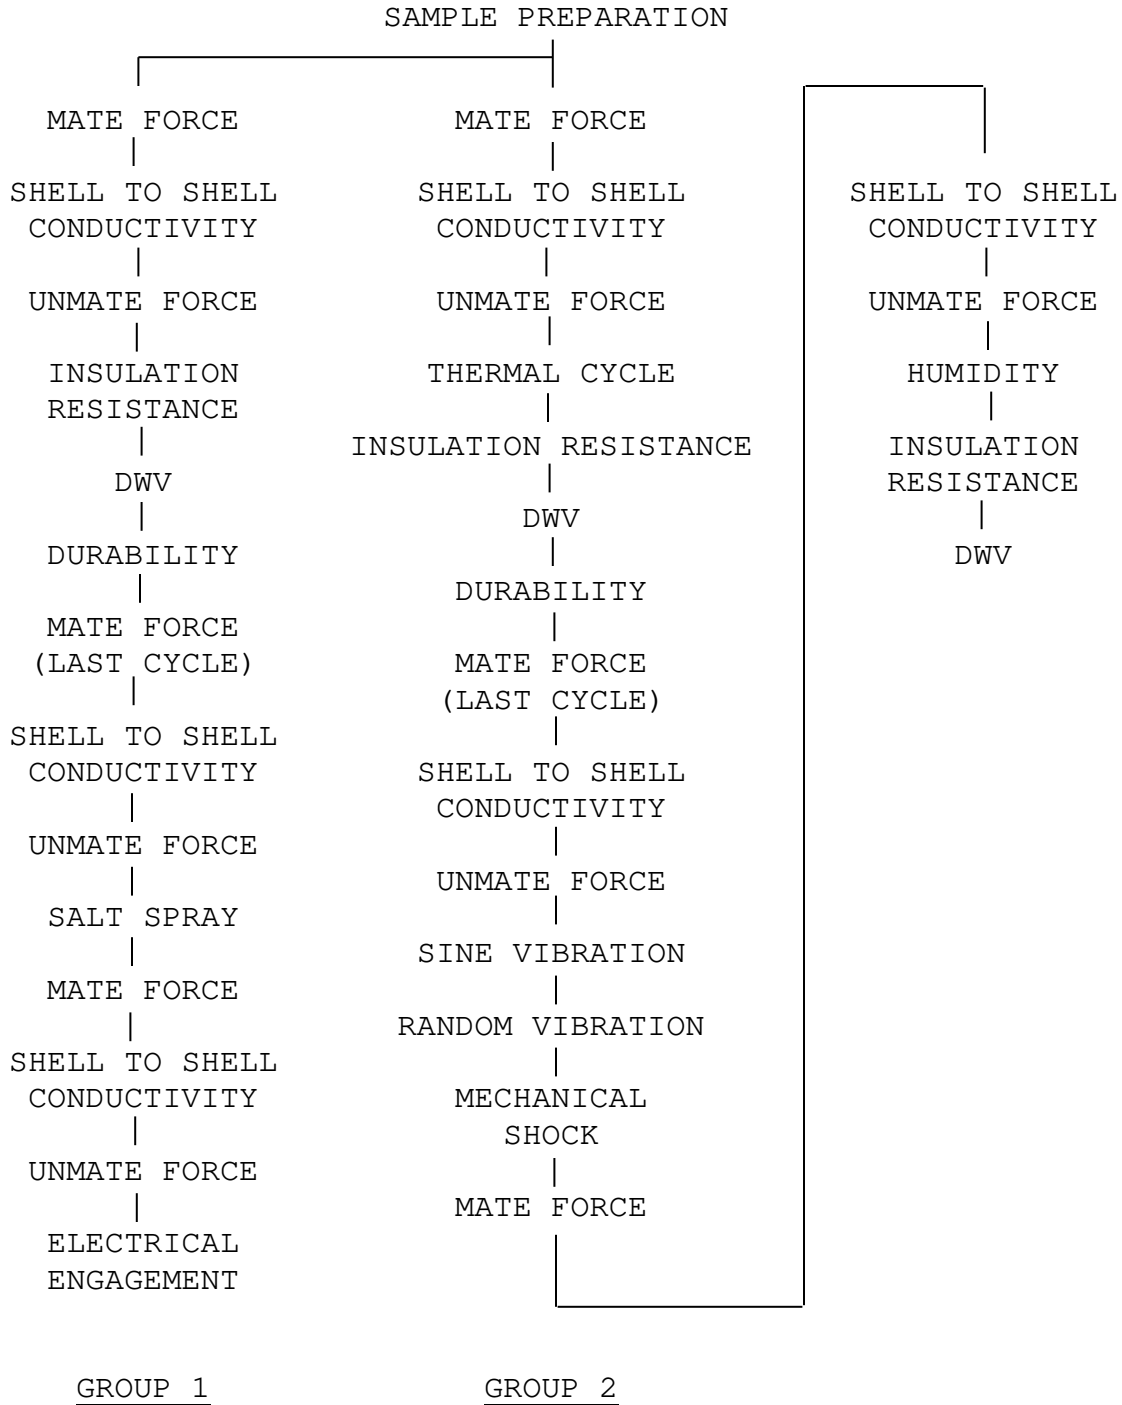 SAMPLE PREPARATION
MATE FORCE
SHELL TO SHELL
CONDUCTIVITY
UNMATE FORCE
INSULATION
RESISTANCE
DWV
DURABILITY
MATE FORCE
(LAST CYCLE)
SHELL TO SHELL
CONDUCTIVITY
UNMATE FORCE
SALT SPRAY
MATE FORCE
SHELL TO SHELL
CONDUCTIVITY
UNMATE FORCE
ELECTRICAL
ENGAGEMENT
GROUP 1
MATE FORCE
SHELL TO SHELL
CONDUCTIVITY
UNMATE FORCE
THERMAL CYCLE
INSULATION RESISTANCE
DWV
DURABILITY
MATE FORCE
(LAST CYCLE)
SHELL TO SHELL
CONDUCTIVITY
UNMATE FORCE
SINE VIBRATION
RANDOM VIBRATION
MECHANICAL
SHOCK
MATE FORCE
GROUP 2
SHELL TO SHELL
CONDUCTIVITY
UNMATE FORCE
HUMIDITY
INSULATION
RESISTANCE
DWV